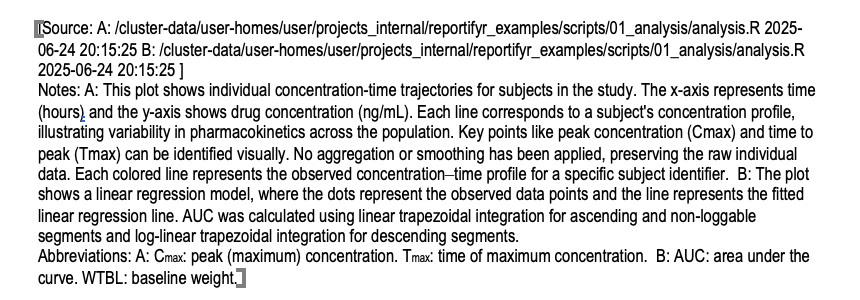 [Source: A: /cluster-data/user-homes/user/projects_internal/reportifyr_examples/scripts/01_analysis/analysis.R 2025-
06-24 20:15:25 B: /cluster-data/user-homes/user/projects_internal/reportifyr_examples/scripts/01_analysis/analysis.R
2025-06-24 20:15:25 ]
Notes: A: This plot shows individual concentration-time trajectories for subjects in the study. The x-axis represents time
(hours) and the y-axis shows drug concentration (ng/mL). Each line corresponds to a subject's concentration profile,
illustrating variability in pharmacokinetics across the population. Key points like peak concentration (Cmax) and time to
peak (Tmax) can be identified visually. No aggregation or smoothing has been applied, preserving the raw individual
data. Each colored line represents the observed concentration–time profile for a specific subject identifier.  B: The plot
shows a linear regression model, where the dots represent the observed data points and the line represents the fitted
linear regression line. AUC was calculated using linear trapezoidal integration for ascending and non-loggable
segments and log-linear trapezoidal integration for descending segments.
Abbreviations: A: Cmax: peak (maximum) concentration. Tmax: time of maximum concentration.  B: AUC: area under the
curve. WTBL: baseline weight.]